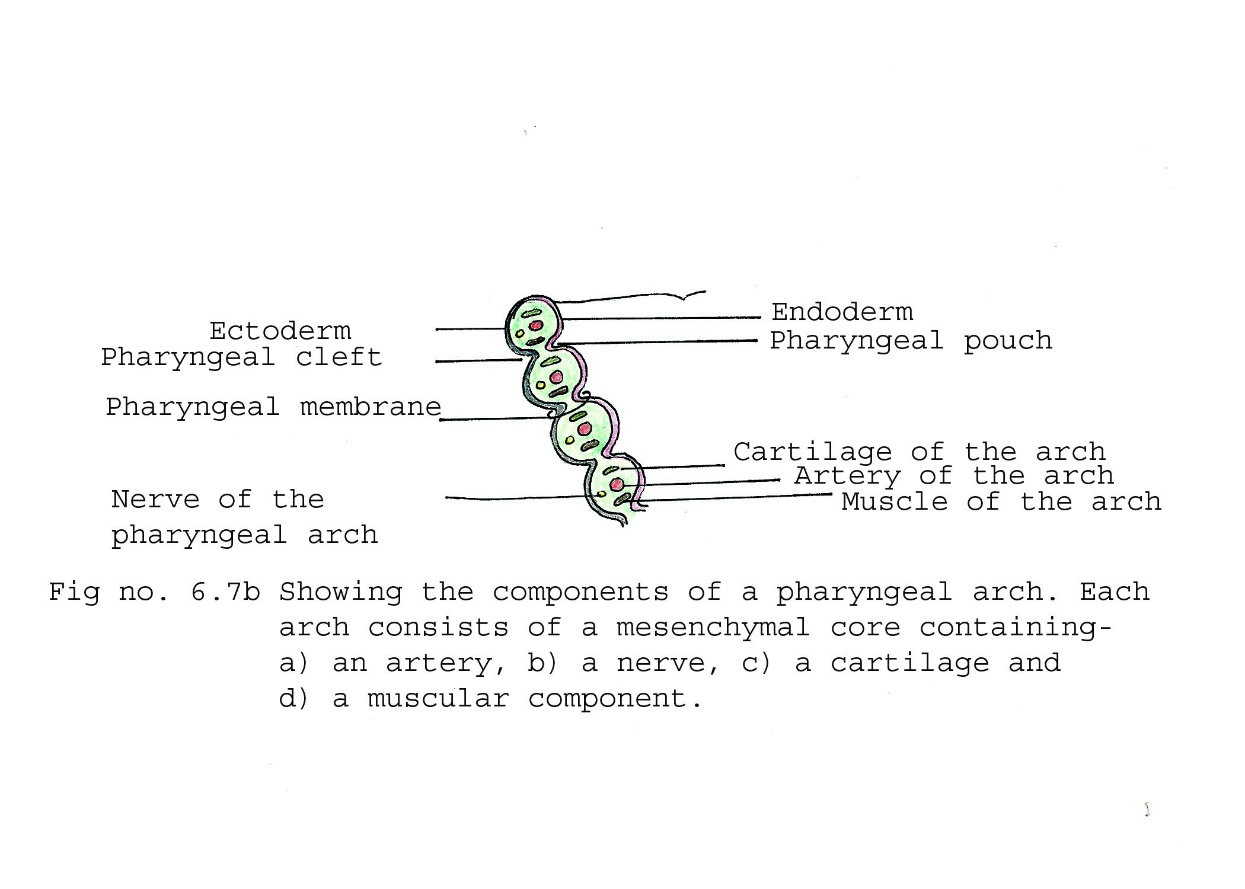 Endoderm
Ectoderm
Pharyngeal pouch
Pharyngeal cleft
Pharyngeal membrane
Cartilage of the arch
Artery of the arch
Muscle of the arch
Nerve of the
pharyngeal arch
Fig no. 6.7b Showing the components of a pharyngeal arch. Each
arch consists of a mesenchymal core containing-
a) an artery, b) a nerve, c) a cartilage and
d) a muscular component.